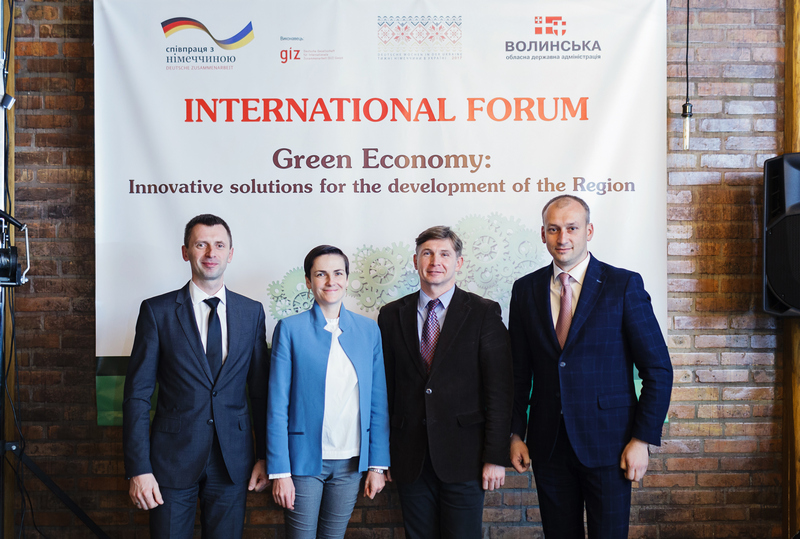 співпраця з
німеччиною
DEUTSCHE ZUSAMMENARBEIT
Виконавець
giz
ВОЛИНСЬКА
обласна державна адміністрація
INTERNATIONAL FORUM
Green Economy:
Innovative solutions for the development of the Region